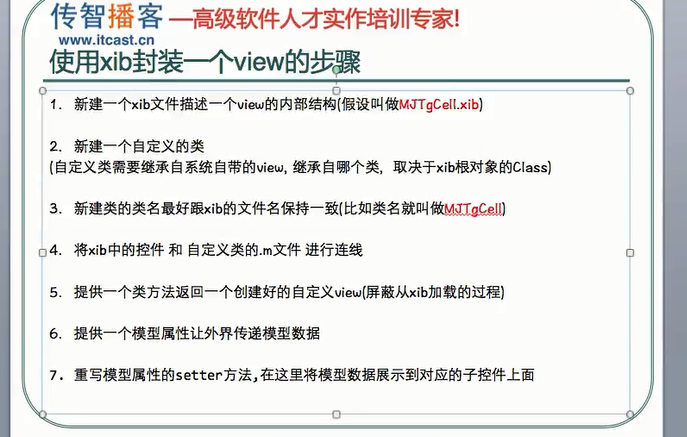 传智播客 —高级软件人才实作培训专家!
www.itcast.cn
使用xib封装一个view的步骤
1. 新建一个xib文件描述一个view的内部结构(假设叫做MJTgCell.xib)
2. 新建一个自定义的类
(自定义类需要继承自系统自带的view, 继承自哪个类, 取决于xib根对象的Class)
3. 新建类的类名最好跟xib的文件名保持一致(比如类名就叫做MJTgCell)
4. 将xib中的控件 和 自定义类的.m文件 进行连线
5. 提供一个类方法返回一个创建好的自定义view(屏蔽从xib加载的过程)
6. 提供一个模型属性让外界传递模型数据
7. 重写模型属性的setter方法,在这里将模型数据展示到对应的子控件上面